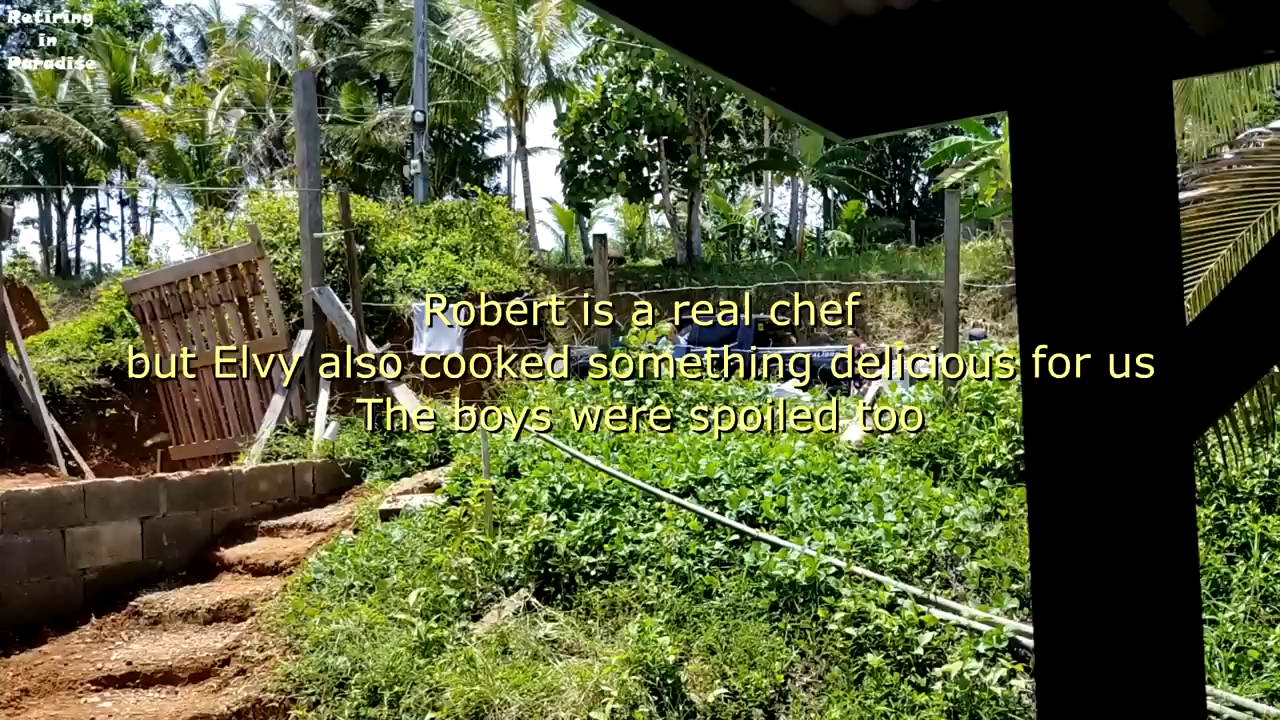 Retiring
in
Paradise
Robert is a real chef
but Elvy also cooked something delicious for us
The boys were spoiled too